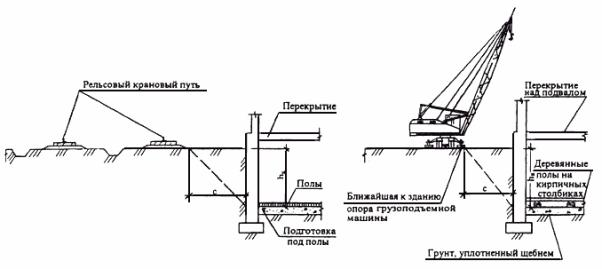 Рельсовый крановый путь
Перекрытие
Полы
Подготовка
под полы
с
hк
Перекрытие
над подвалом
Деревянные
полы на
кирпичных
столбиках
Ближайшая к зданию
опора грузоподъемной
машины
с
Грунт, уплотненный щебнем